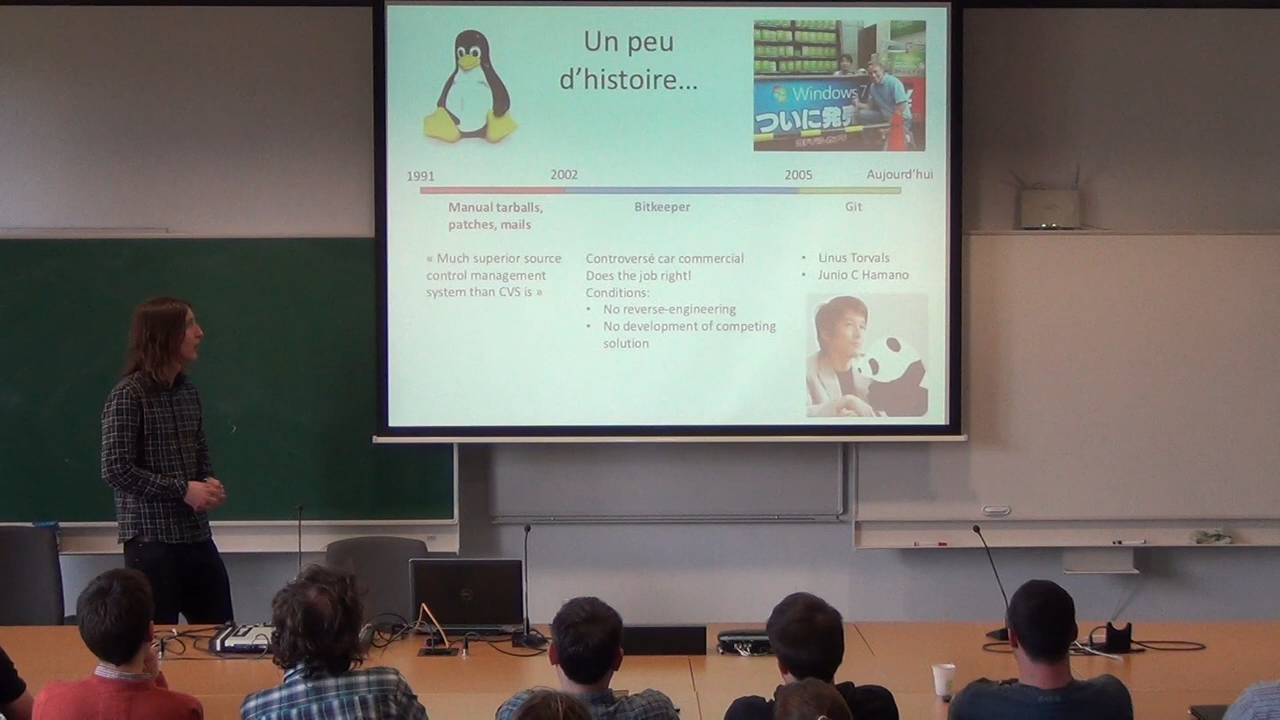 Un peu
d'histoire...
Windows 7
ついに発
1991
2002
2005
Aujourd'hui
Manual tarballs,
patches, mails
Bitkeeper
Git
« Much superior source
control management
system than CVS is »
Controversé car commercial
Does the job right!
Conditions:
• No reverse-engineering
• No development of competing
solution
• Linus Torvals
• Junio C Hamano